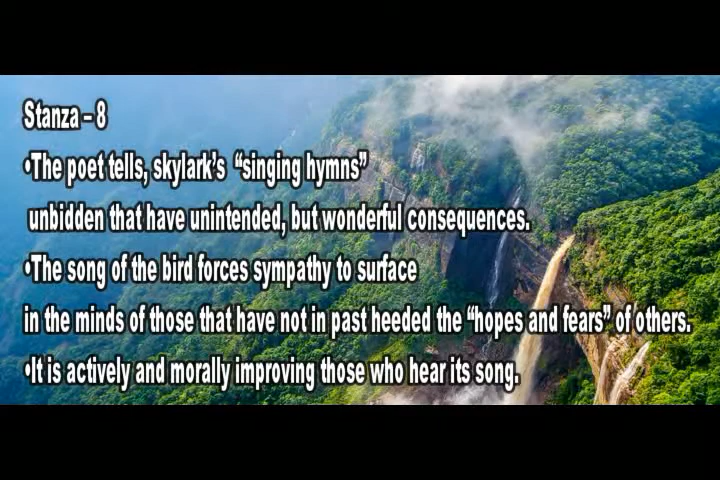 Stanza – 8
•The poet tells, skylark’s “singing hymns”
unbidden that have unintended, but wonderful consequences.
•The song of the bird forces sympathy to surface
in the minds of those that have not in past heeded the “hopes and fears” of others.
•It is actively and morally improving those who hear its song.